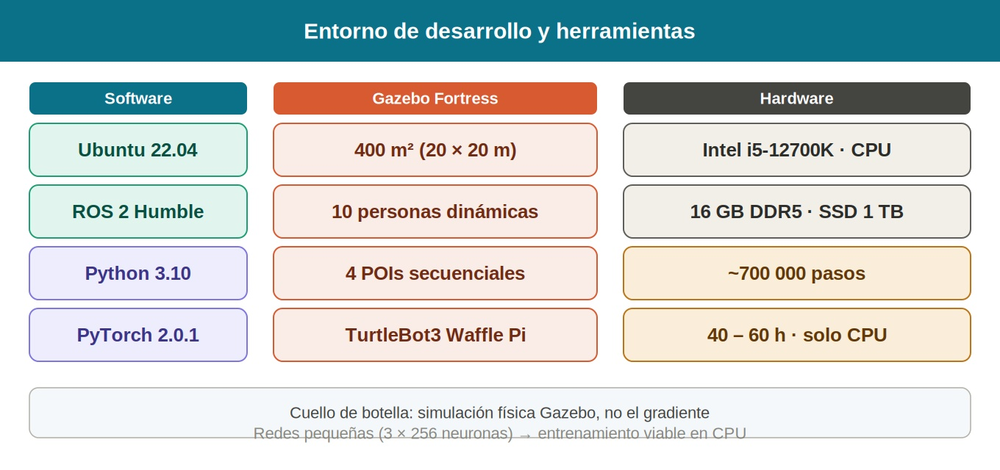 Entorno de desarrollo y herramientas
Software
Ubuntu 22.04
ROS 2 Humble
Python 3.10
PyTorch 2.0.1
Gazebo Fortress
400 m² (20 × 20 m)
10 personas dinámicas
4 POIs secuenciales
TurtleBot3 Waffle Pi
Hardware
Intel i5-12700K · CPU
16 GB DDR5 · SSD 1 TB
~700 000 pasos
40 – 60 h · solo CPU
Cuello de botella: simulación física Gazebo, no el gradiente
Redes pequeñas (3 × 256 neuronas) → entrenamiento viable en CPU